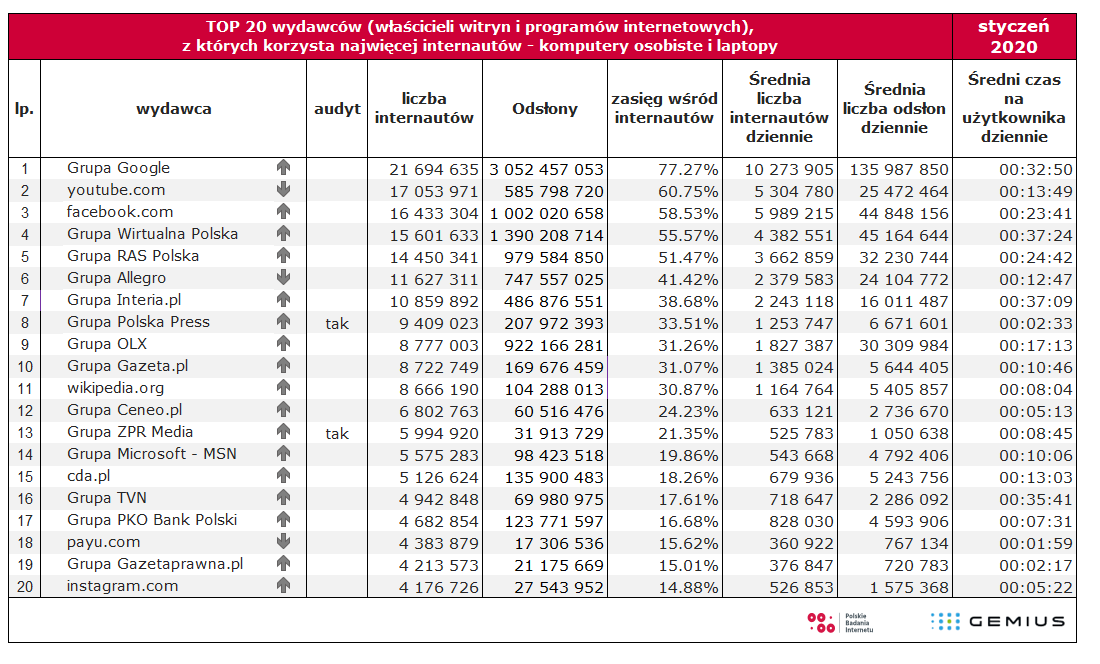 TOP 20 wydawców (właścicieli witryn i programów internetowych),
z których korzysta najwięcej internautów - komputery osobiste i laptopy
styczeń
2020
lp.
wydawca
audyt
liczba
internautów
Odsłony
zasięg wśród
internautów
Średnia
liczba
internautów
dziennie
Średnia
liczba odsłon
dziennie
Średni czas
na
użytkownika
dziennie
1 Grupa Google 21 694 635 3 052 457 053 77.27% 10 273 905 135 987 850 00:32:50
2 youtube.com 17 053 971 585 798 720 60.75% 5 304 780 25 472 464 00:13:49
3 facebook.com 16 433 304 1 002 020 658 58.53% 5 989 215 44 848 156 00:23:41
4 Grupa Wirtualna Polska 15 601 633 1 390 208 714 55.57% 4 382 551 45 164 644 00:37:24
5 Grupa RAS Polska 14 450 341 979 584 850 51.47% 3 662 859 32 230 744 00:24:42
6 Grupa Allegro 11 627 311 747 557 025 41.42% 2 379 583 24 104 772 00:12:47
7 Grupa Interia.pl 10 859 892 486 876 551 38.68% 2 243 118 16 011 487 00:37:09
8 Grupa Polska Press tak 9 409 023 207 972 393 33.51% 1 253 747 6 671 601 00:02:33
9 Grupa OLX 8 777 003 922 166 281 31.26% 1 827 387 30 309 984 00:17:13
10 Grupa Gazeta.pl 8 722 749 169 676 459 31.07% 1 385 024 5 644 405 00:10:46
11 wikipedia.org 8 666 190 104 288 013 30.87% 1 164 764 5 405 857 00:08:04
12 Grupa Ceneo.pl 6 802 763 60 516 476 24.23% 633 121 2 736 670 00:05:13
13 Grupa ZPR Media tak 5 994 920 31 913 729 21.35% 525 783 1 050 638 00:08:45
14 Grupa Microsoft - MSN 5 575 283 98 423 518 19.86% 543 668 4 792 406 00:10:06
15 cda.pl 5 126 624 135 900 483 18.26% 679 936 5 243 756 00:13:03
16 Grupa TVN 4 942 848 69 980 975 17.61% 718 647 2 286 092 00:35:41
17 Grupa PKO Bank Polski 4 682 854 123 771 597 16.68% 828 030 4 593 906 00:07:31
18 payu.com 4 383 879 17 306 536 15.62% 360 922 767 134 00:01:59
19 Grupa Gazetaprawna.pl 4 213 573 21 175 669 15.01% 376 847 720 783 00:02:17
20 instagram.com 4 176 726 27 543 952 14.88% 526 853 1 575 368 00:05:22
Polskie
Badania
Internetu
GEMIUS